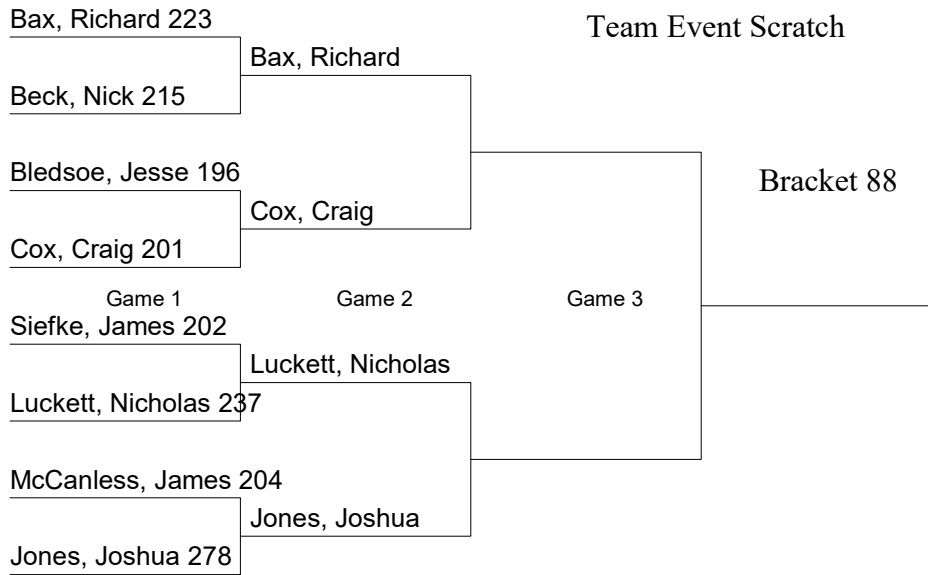 Bax, Richard 223
Team Event Scratch
Bax, Richard
Beck, Nick 215
Bledsoe, Jesse 196
Bracket 88
Cox, Craig
Cox, Craig 201
Game 1
Game 2
Game 3
Siefke, James 202
Luckett, Nicholas
Luckett, Nicholas 237
McCanless, James 204
Jones, Joshua
Jones, Joshua 278